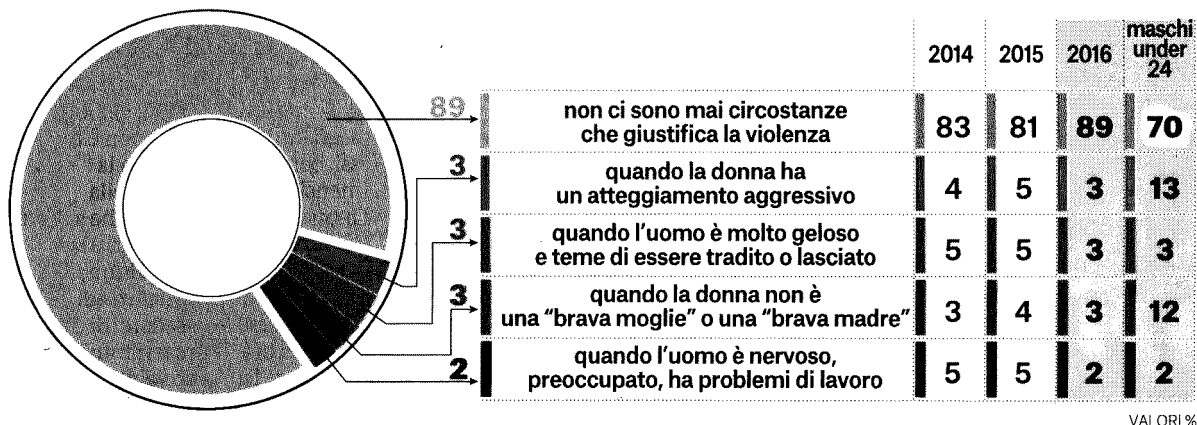 2014 2015 2016 maschi under 24
89 non ci sono mai circostanze
che giustifica la violenza 83 81 89 70
3 quando la donna ha
un atteggiamento aggressivo 4 5 3 13
3 quando l'uomo è molto geloso
e teme di essere tradito o lasciato 5 5 3 3
3 quando la donna non è
una "brava moglie" o una "brava madre" 3 4 3 12
2 quando l'uomo è nervoso,
preoccupato, ha problemi di lavoro 5 5 2 2
VALORI %